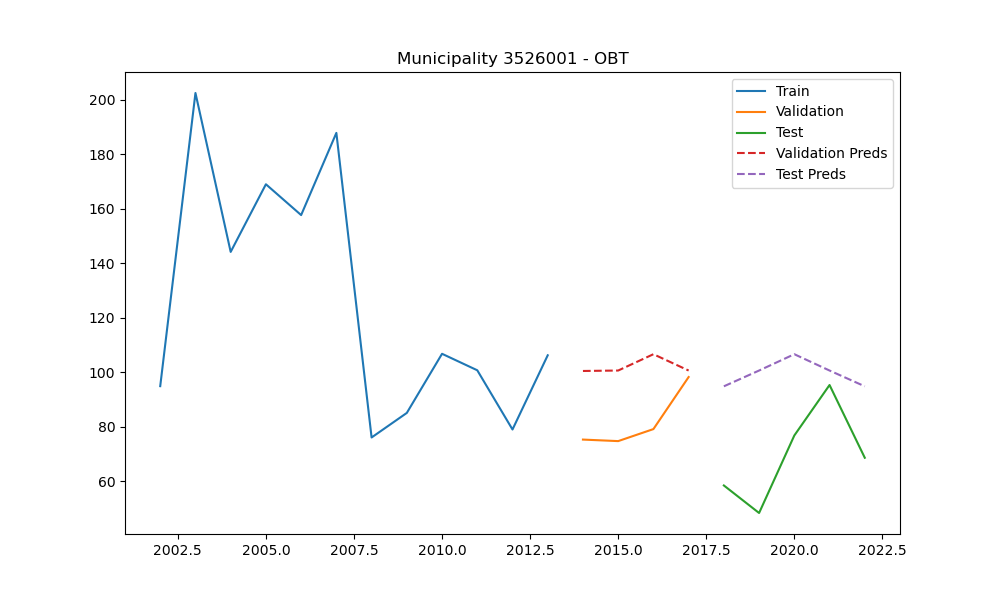 Municipality 3526001 - OBT
Train
Validation
Test
Validation Preds
Test Preds
200
180
160
140
120
100
80
60
2002.5 2005.0 2007.5 2010.0 2012.5 2015.0 2017.5 2020.0 2022.5